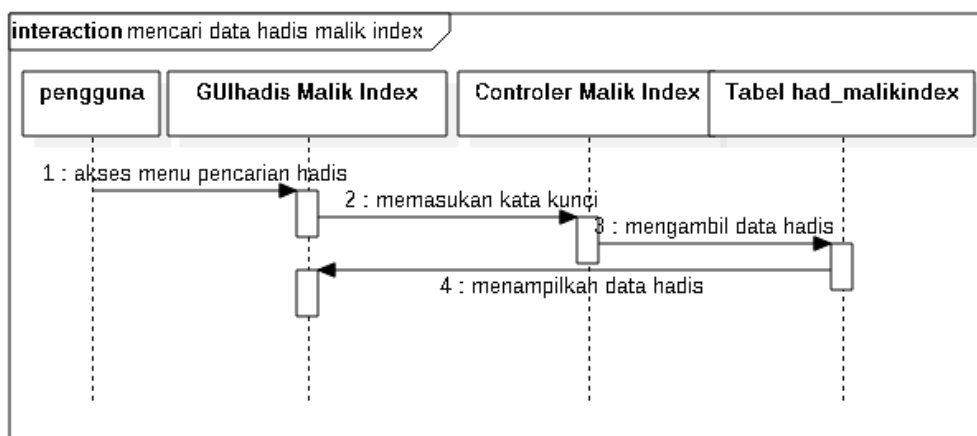 interaction mencari data hadis malik index
pengguna
GUIhadis Malik Index
Controler Malik Index
Tabel had_malikindex
1 : akses menu pencarian hadis
2 : memasukan kata kunci
3 : mengambil data hadis
4 : menampilkah data hadis